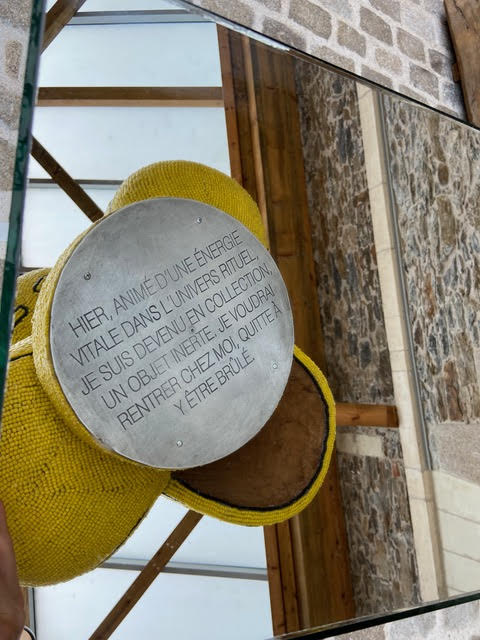 HIER, ANIMÉ D'UNE ÉNERGIE
VITALE DANS L'UNIVERS RITUEL,
JE SUIS DEVENU EN COLLECTION,
UN OBJET INERTE. JE VOUDRAI
RENTRER CHEZ MOI, QUITTE À
Y ÊTRE BRÛLÉ.